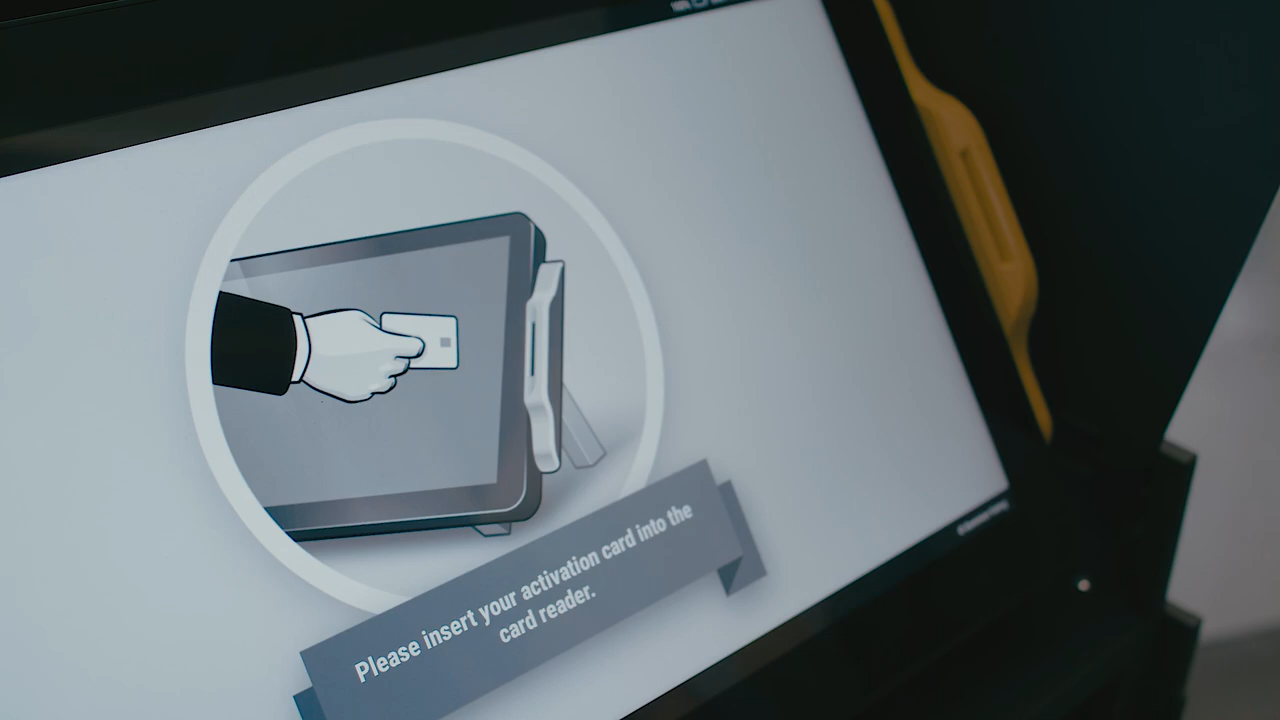 Please insert your activation card into the
card reader.